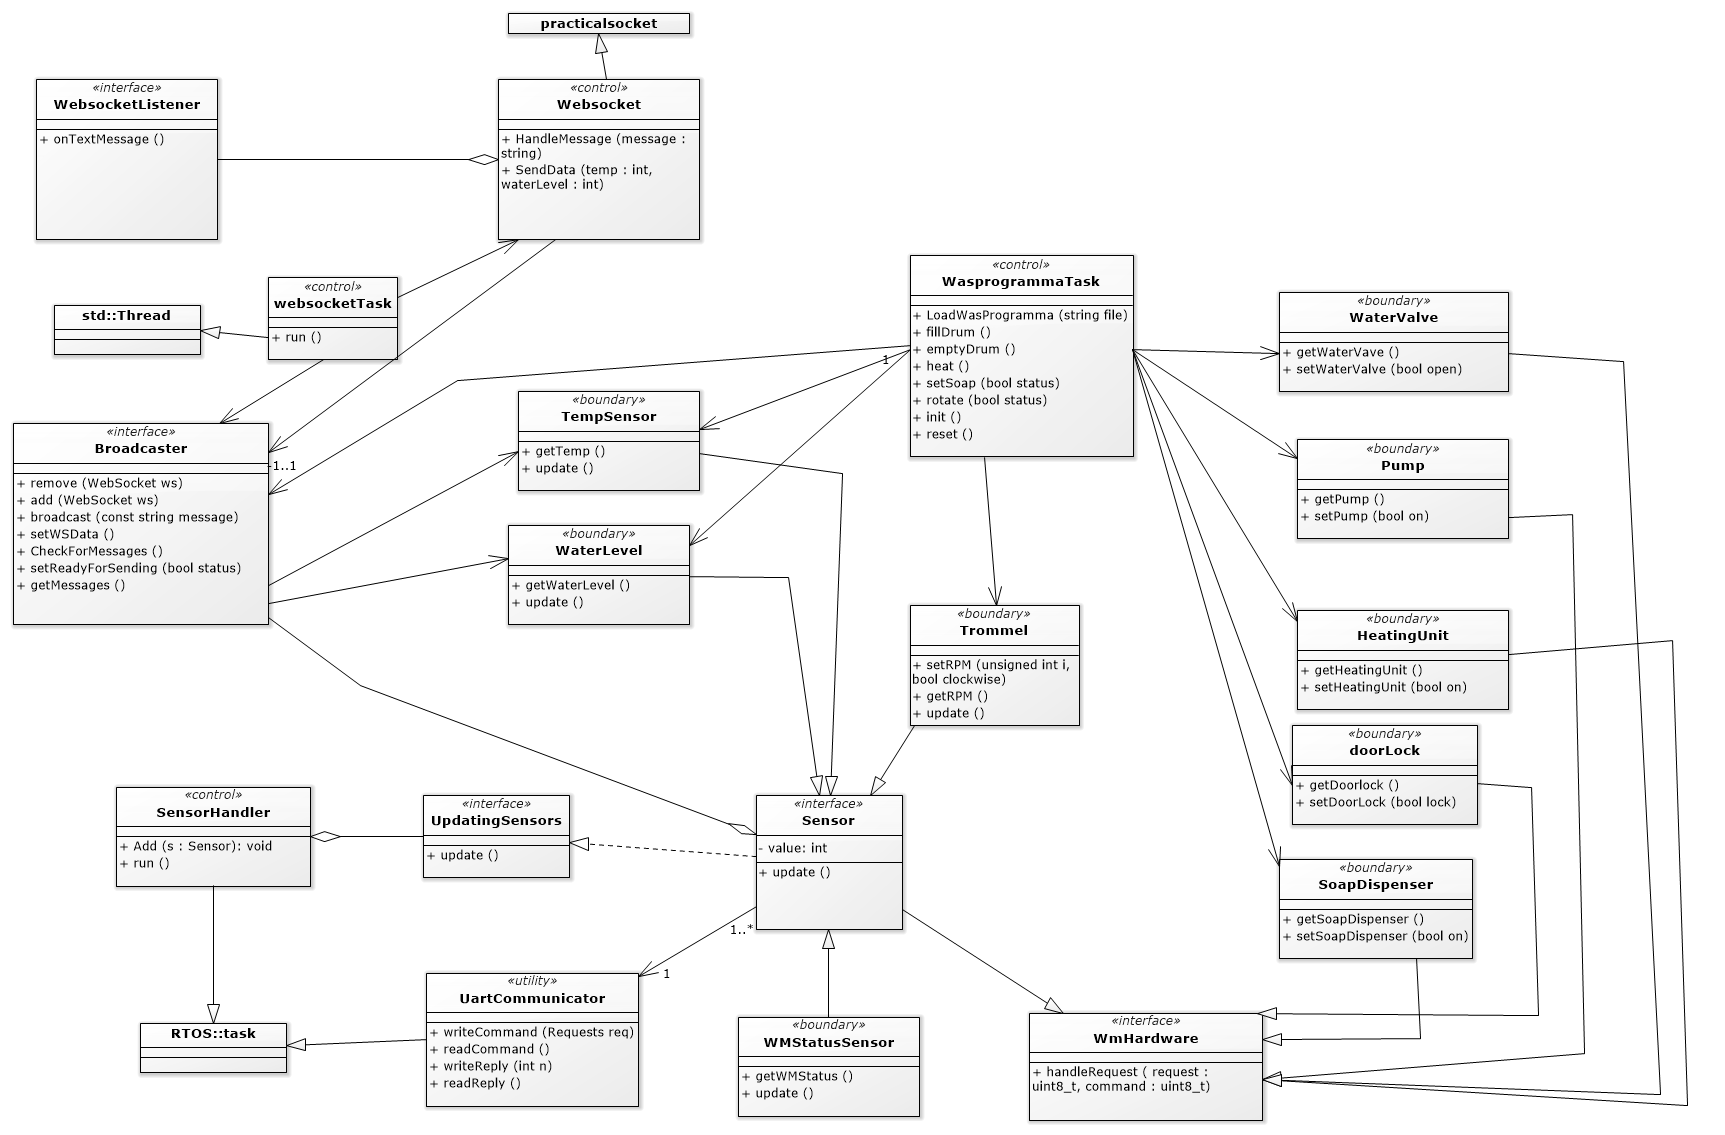 practicalsocket
«interface»
WebsocketListener
+ onTextMessage ()
«control»
Websocket
+ HandleMessage (message :
string)
+ SendData (temp : int,
waterLevel : int)
std::Thread
«control»
websocketTask
+ run ()
«interface»
Broadcaster
+ remove (WebSocket ws)
+ add (WebSocket ws)
+ broadcast (const string message)
+ setWSData ()
+ CheckForMessages ()
+ setReadyForSending (bool status)
+ getMessages ()
-1..1
«boundary»
TempSensor
+ getTemp ()
+ update ()
«boundary»
WaterLevel
+ getWaterLevel ()
+ update ()
«control»
WasprogrammaTask
+ LoadWasProgramma (string file)
+ fillDrum ()
+ emptyDrum ()
+ heat ()
+ setSoap (bool status)
+ rotate (bool status)
+ init ()
+ reset ()
1
«boundary»
Trommel
+ setRPM (unsigned int i,
bool clockwise)
+ getRPM ()
+ update ()
«boundary»
WaterValve
+ getWaterVave ()
+ setWaterValve (bool open)
«boundary»
Pump
+ getPump ()
+ setPump (bool on)
«boundary»
HeatingUnit
+ getHeatingUnit ()
+ setHeatingUnit (bool on)
«boundary»
doorLock
+ getDoorlock ()
+ setDoorLock (bool lock)
«boundary»
SoapDispenser
+ getSoapDispenser ()
+ setSoapDispenser (bool on)
«control»
SensorHandler
+ Add (s : Sensor): void
+ run ()
«interface»
UpdatingSensors
+ update ()
«interface»
Sensor
- value: int
+ update ()
1..*
1
RTOS::task
«utility»
UartCommunicator
+ writeCommand (Requests req)
+ readCommand ()
+ writeReply (int n)
+ readReply ()
«boundary»
WMStatusSensor
+ getWMStatus ()
+ update ()
«interface»
WmHardware
+ handleRequest ( request :
uint8_t, command : uint8_t)